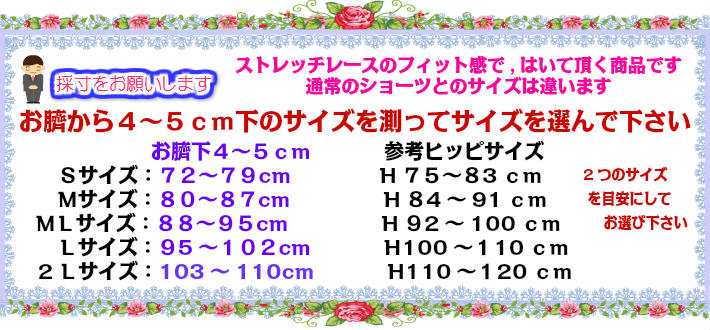 ストレッチレースのフィット感で，はいて頂く商品です
採寸をお願いします
通常のショーツとのサイズは違います
お臍から４〜５ｃｍ下のサイズを測ってサイズを選んで下さい
お臍下４〜５ｃｍ 参考ヒッピサイズ
Ｓサイズ：７２〜７９cm Ｈ７５〜８３ｃｍ ２つのサイズ
Ｍサイズ：８０〜８７cm Ｈ８４〜９１ cm を目安にして
ＭＬサイズ：８８〜９５cm Ｈ９２〜 100 ｃｍ お選び下さい
Ｌサイズ：９５〜１０２cm Ｈ100 〜 １１０ｃｍ
２Ｌサイズ：103 〜 110cm Ｈ110 〜１２０ｃｍ